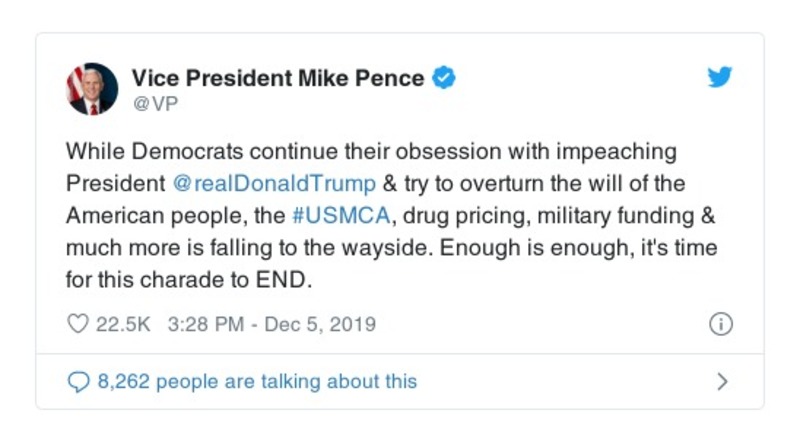 Vice President Mike Pence
@VP
While Democrats continue their obsession with impeaching
President @realDonaldTrump & try to overturn the will of the
American people, the #USMCA, drug pricing, military funding &
much more is falling to the wayside. Enough is enough, it's time
for this charade to END.
22.5K 3:28 PM - Dec 5, 2019
8,262 people are talking about this